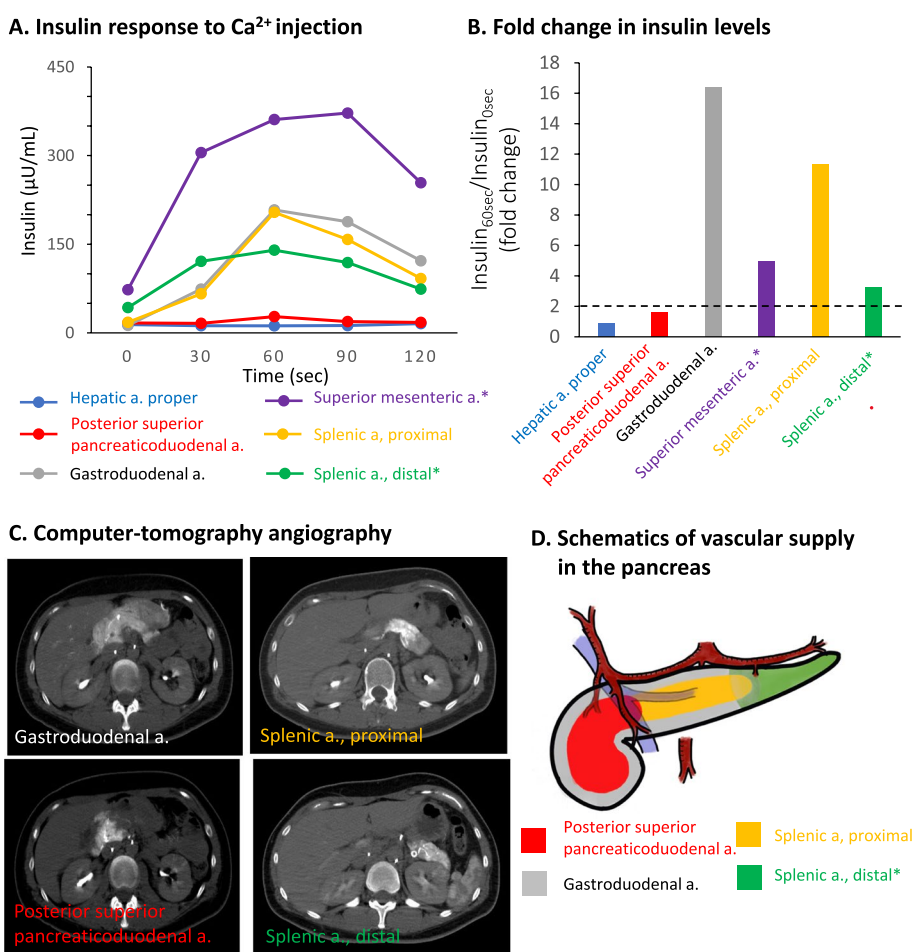 A. Insulin response to Ca²⁺ injection
450
300
150
0
Insulin (µU/mL)
0 30 60 90 120
Time (sec)
Hepatic a. proper
Posterior superior
pancreaticoduodenal a.
Gastroduodenal a.
Superior mesenteric a.*
Splenic a, proximal
Splenic a., distal*
B. Fold change in insulin levels
18
16
14
12
10
8
6
4
2
0
Insulin60sec/Insulin0sec
(fold change)
Hepatic a. proper
Posterior superior
pancreaticoduodenal a.
Gastroduodenal a.
Superior mesenteric a.*
Splenic a., proximal
Splenic a., distal*
C. Computer-tomography angiography
Gastroduodenal a.
Splenic a., proximal
Posterior superior
pancreaticoduodenal a.
Splenic a., distal
D. Schematics of vascular supply
in the pancreas
Posterior superior
pancreaticoduodenal a.
Gastroduodenal a.
Splenic a, proximal
Splenic a., distal*